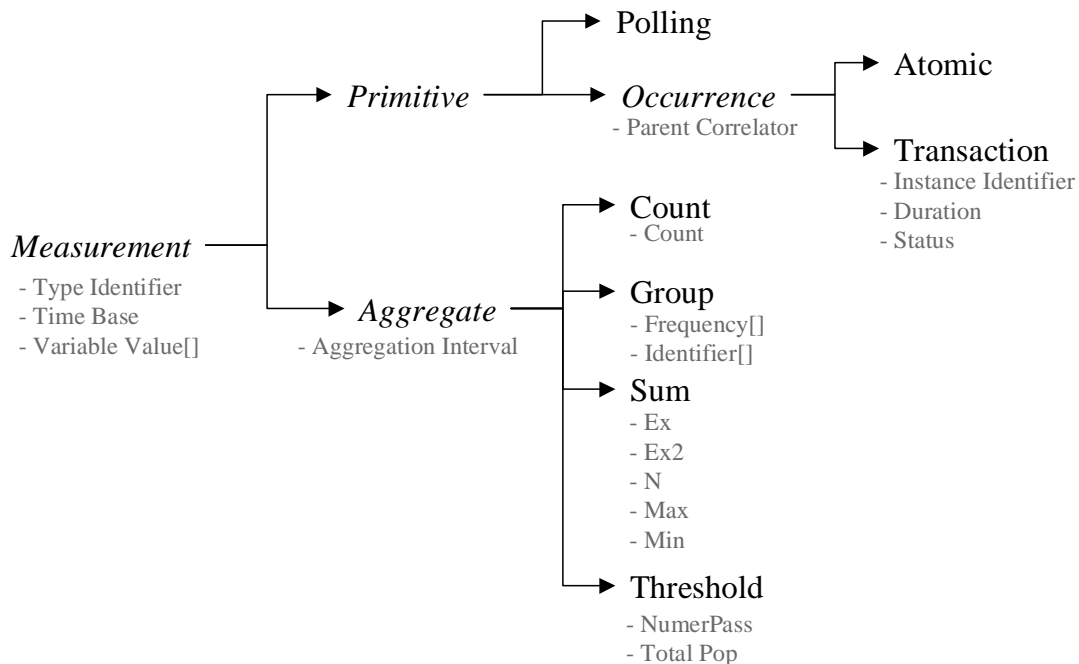 Polling
Primitive
Occurrence
- Parent Correlator
Atomic
Transaction
- Instance Identifier
- Duration
- Status
Measurement
- Type Identifier
- Time Base
- Variable Value[]
Aggregate
- Aggregation Interval
Count
- Count
Group
- Frequency[]
- Identifier[]
Sum
- Ex
- Ex2
- N
- Max
- Min
Threshold
- NumerPass
- Total Pop